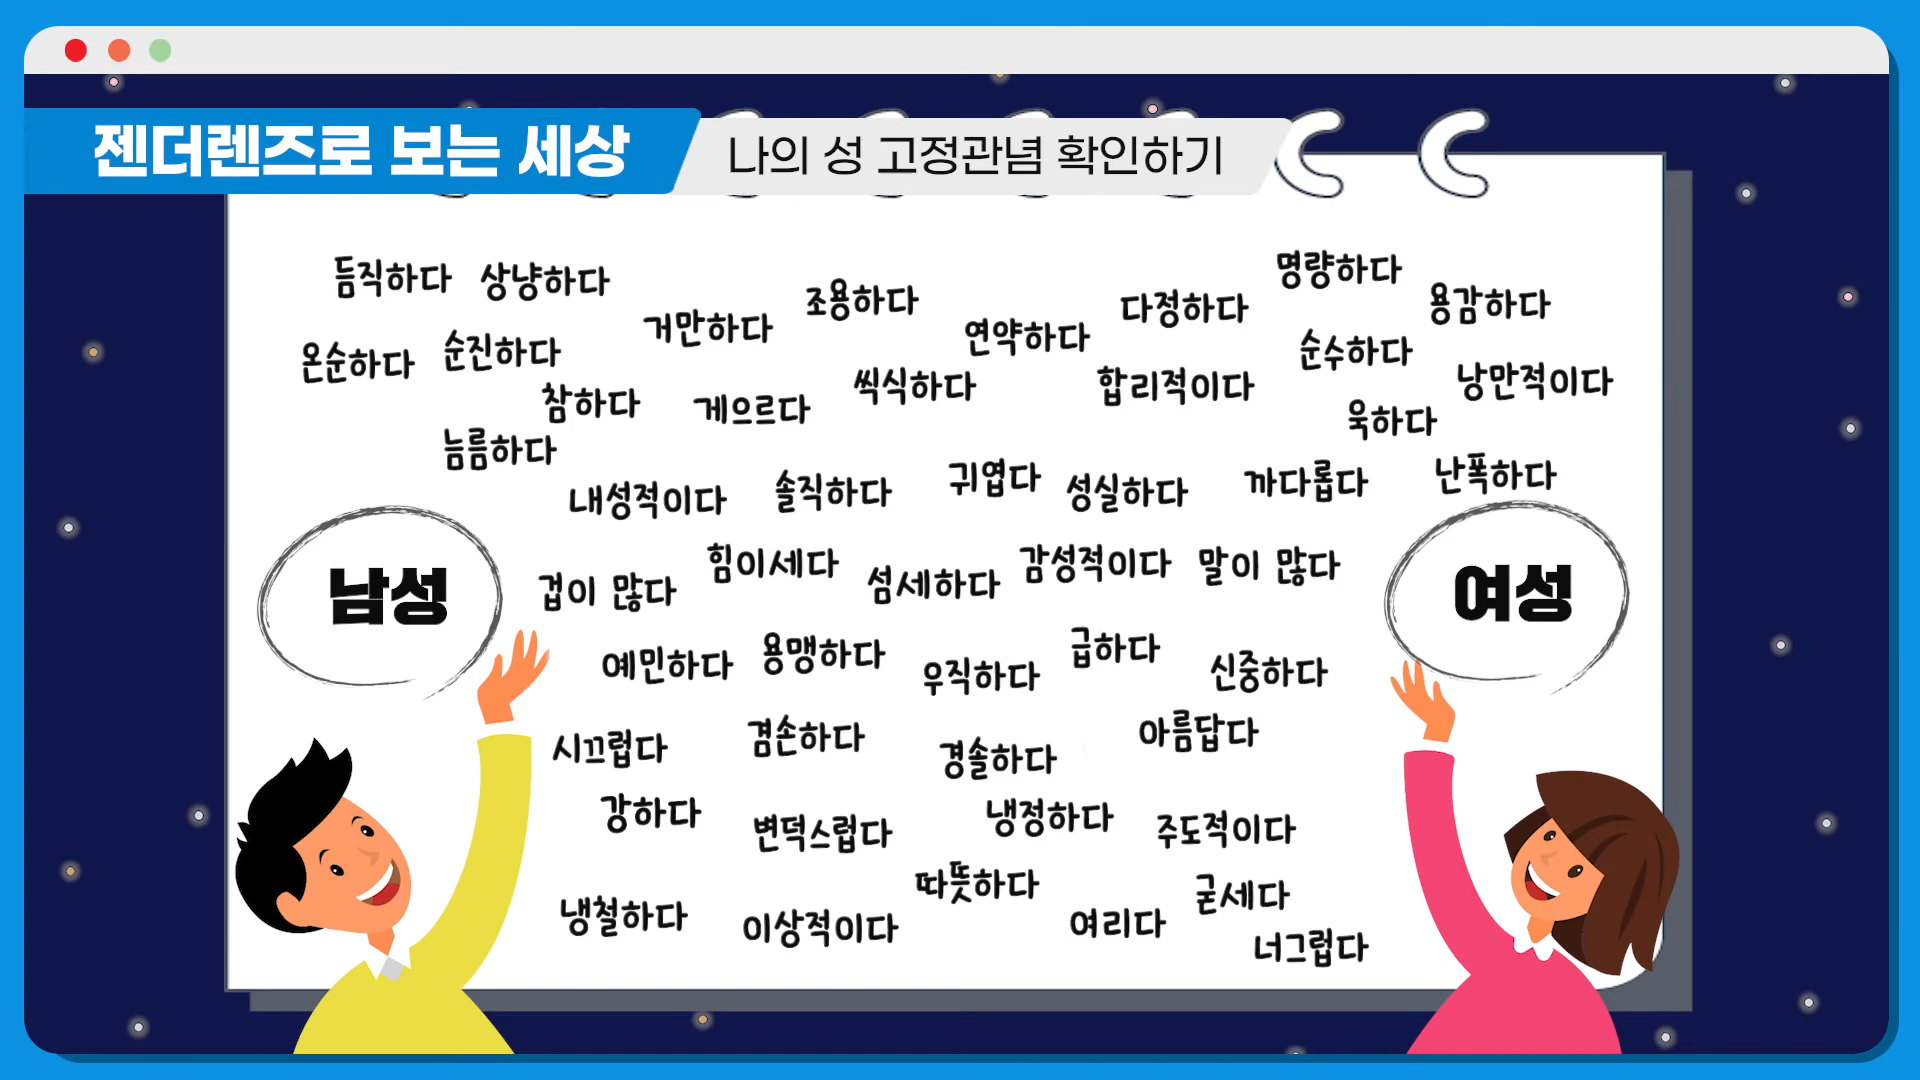 젠더렌즈로 보는 세상
나의 성 고정관념 확인하기
듬직하다 상냥하다 거만하다 조용하다 연약하다 다정하다 명량하다 용감하다
온순하다 순진하다 참하다 게으르다 씩식하다 합리적이다 순수하다 낭만적이다
늠름하다 욱하다
내성적이다 솔직하다 귀엽다 성실하다 까다롭다 난폭하다
남성
여성
겁이 많다 힘이세다 섬세하다 감성적이다 말이 많다
예민하다 용맹하다 우직하다 급하다 신중하다
시끄럽다 겸손하다 경솔하다 아름답다
강하다 변덕스럽다 냉정하다 주도적이다
냉철하다 이상적이다 따뜻하다 여리다 굳세다
너그럽다